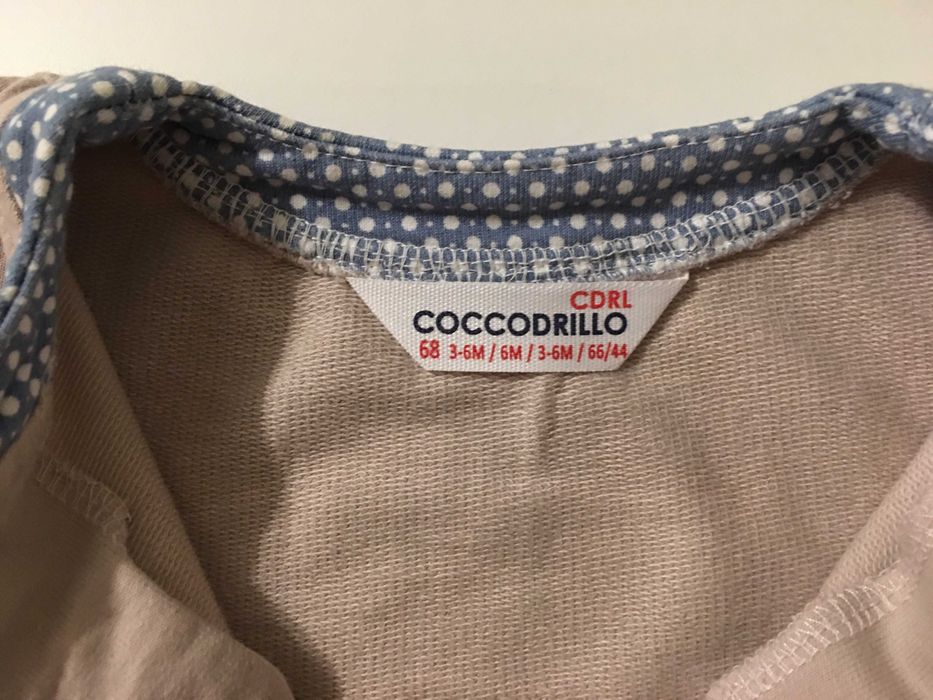 CDRL
COCCODRILLO
68 3-6M / 6M / 3-6M / 66/44